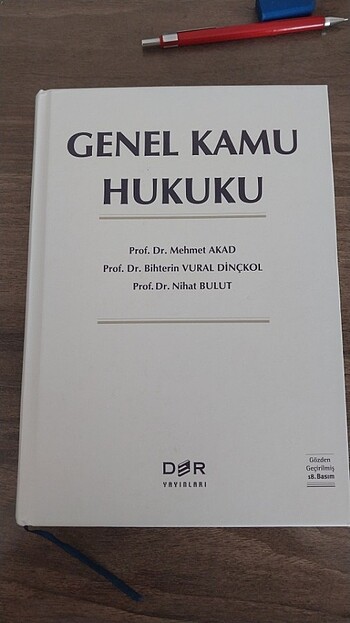 GENEL KAMU
HUKUKU
Prof. Dr. Mehmet AKAD
Prof. Dr. Bihterin VURAL DİNÇKOL
Prof. Dr. Nihat BULUT
DER
YAYINLARI
Gözden
Geçirilmiş
18. Basım